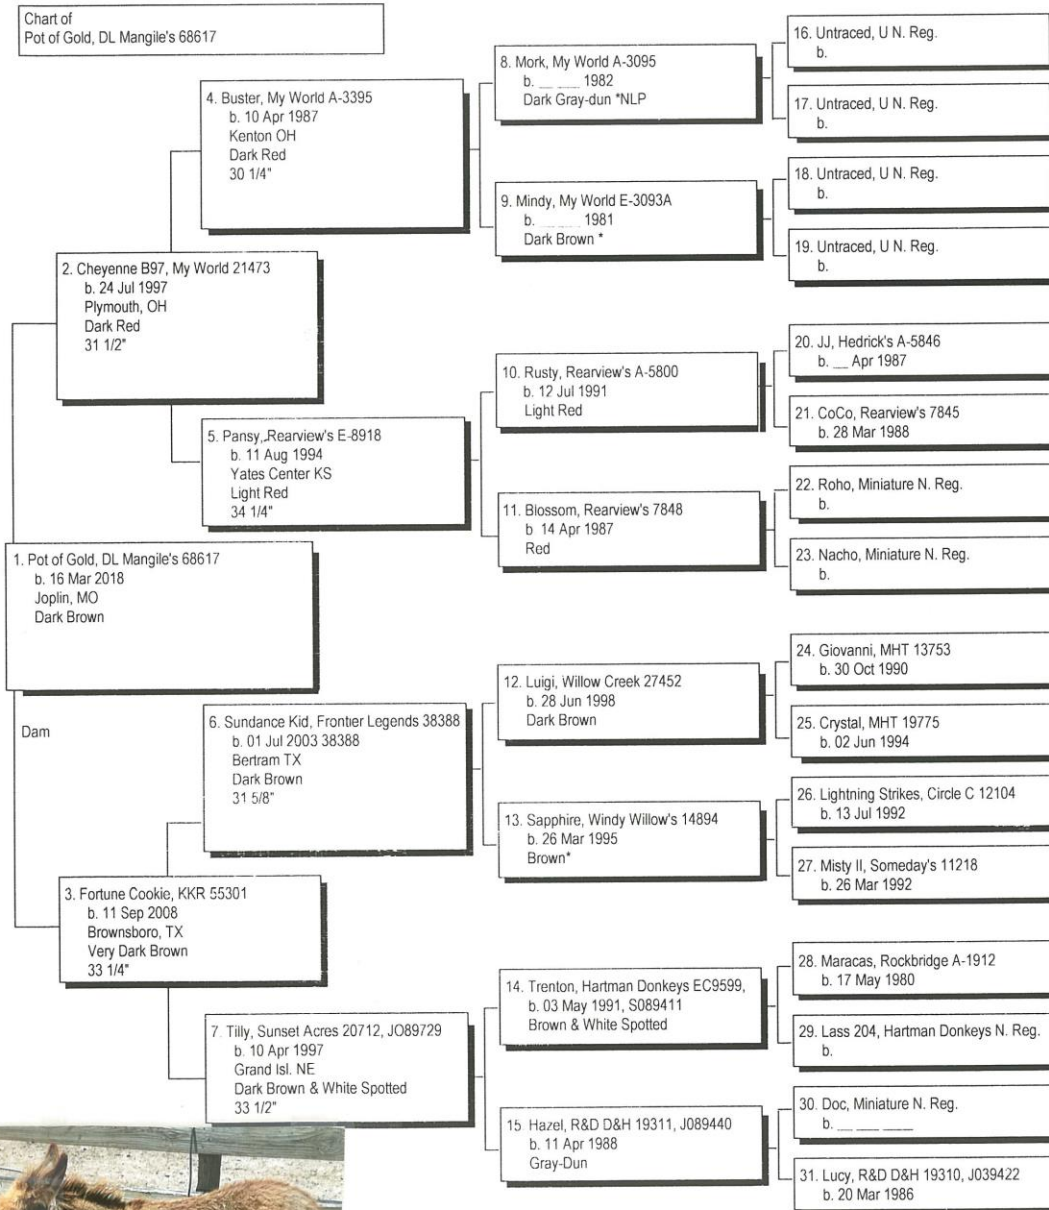 Chart of
Pot of Gold, DL Mangile's 68617
1. Pot of Gold, DL Mangile's 68617
b. 16 Mar 2018
Joplin, MO
Dark Brown
Dam
2. Cheyenne B97, My World 21473
b. 24 Jul 1997
Plymouth, OH
Dark Red
31 1/2"
3. Fortune Cookie, KKR 55301
b. 11 Sep 2008
Brownsboro, TX
Very Dark Brown
33 1/4"
4. Buster, My World A-3395
b. 10 Apr 1987
Kenton OH
Dark Red
30 1/4"
5. Pansy, Rearview's E-8918
b. 11 Aug 1994
Yates Center KS
Light Red
34 1/4"
6. Sundance Kid, Frontier Legends 38388
b. 01 Jul 2003 38388
Bertram TX
Dark Brown
31 5/8"
7. Tilly, Sunset Acres 20712, JO89729
b. 10 Apr 1997
Grand Isl. NE
Dark Brown & White Spotted
33 1/2"
8. Mork, My World A-3095
b. __ ___ 1982
Dark Gray-dun *NLP
9. Mindy, My World E-3093A
b. __ ___ 1981
Dark Brown *
10. Rusty, Rearview's A-5800
b. 12 Jul 1991
Light Red
11. Blossom, Rearview's 7848
b 14 Apr 1987
Red
12. Luigi, Willow Creek 27452
b. 28 Jun 1998
Dark Brown
13. Sapphire, Windy Willow's 14894
b. 26 Mar 1995
Brown*
14. Trenton, Hartman Donkeys EC9599,
b. 03 May 1991, S089411
Brown & White Spotted
15. Hazel, R&D D&H 19311, J089440
b. 11 Apr 1988
Gray-Dun
16. Untraced, U N. Reg.
b.
17. Untraced, U N. Reg.
b.
18. Untraced, U N. Reg.
b.
19. Untraced, U N. Reg.
b.
20. JJ, Hedrick's A-5846
b. __ Apr 1987
21. CoCo, Rearview's 7845
b. 28 Mar 1988
22. Roho, Miniature N. Reg.
b.
23. Nacho, Miniature N. Reg.
b.
24. Giovanni, MHT 13753
b. 30 Oct 1990
25. Crystal, MHT 19775
b. 02 Jun 1994
26. Lightning Strikes, Circle C 12104
b. 13 Jul 1992
27. Misty II, Someday's 11218
b. 26 Mar 1992
28. Maracas, Rockbridge A-1912
b. 17 May 1980
29. Lass 204, Hartman Donkeys N. Reg.
b.
30. Doc, Miniature N. Reg.
b. __ ___ ____
31. Lucy, R&D D&H 19310, J039422
b. 20 Mar 1986